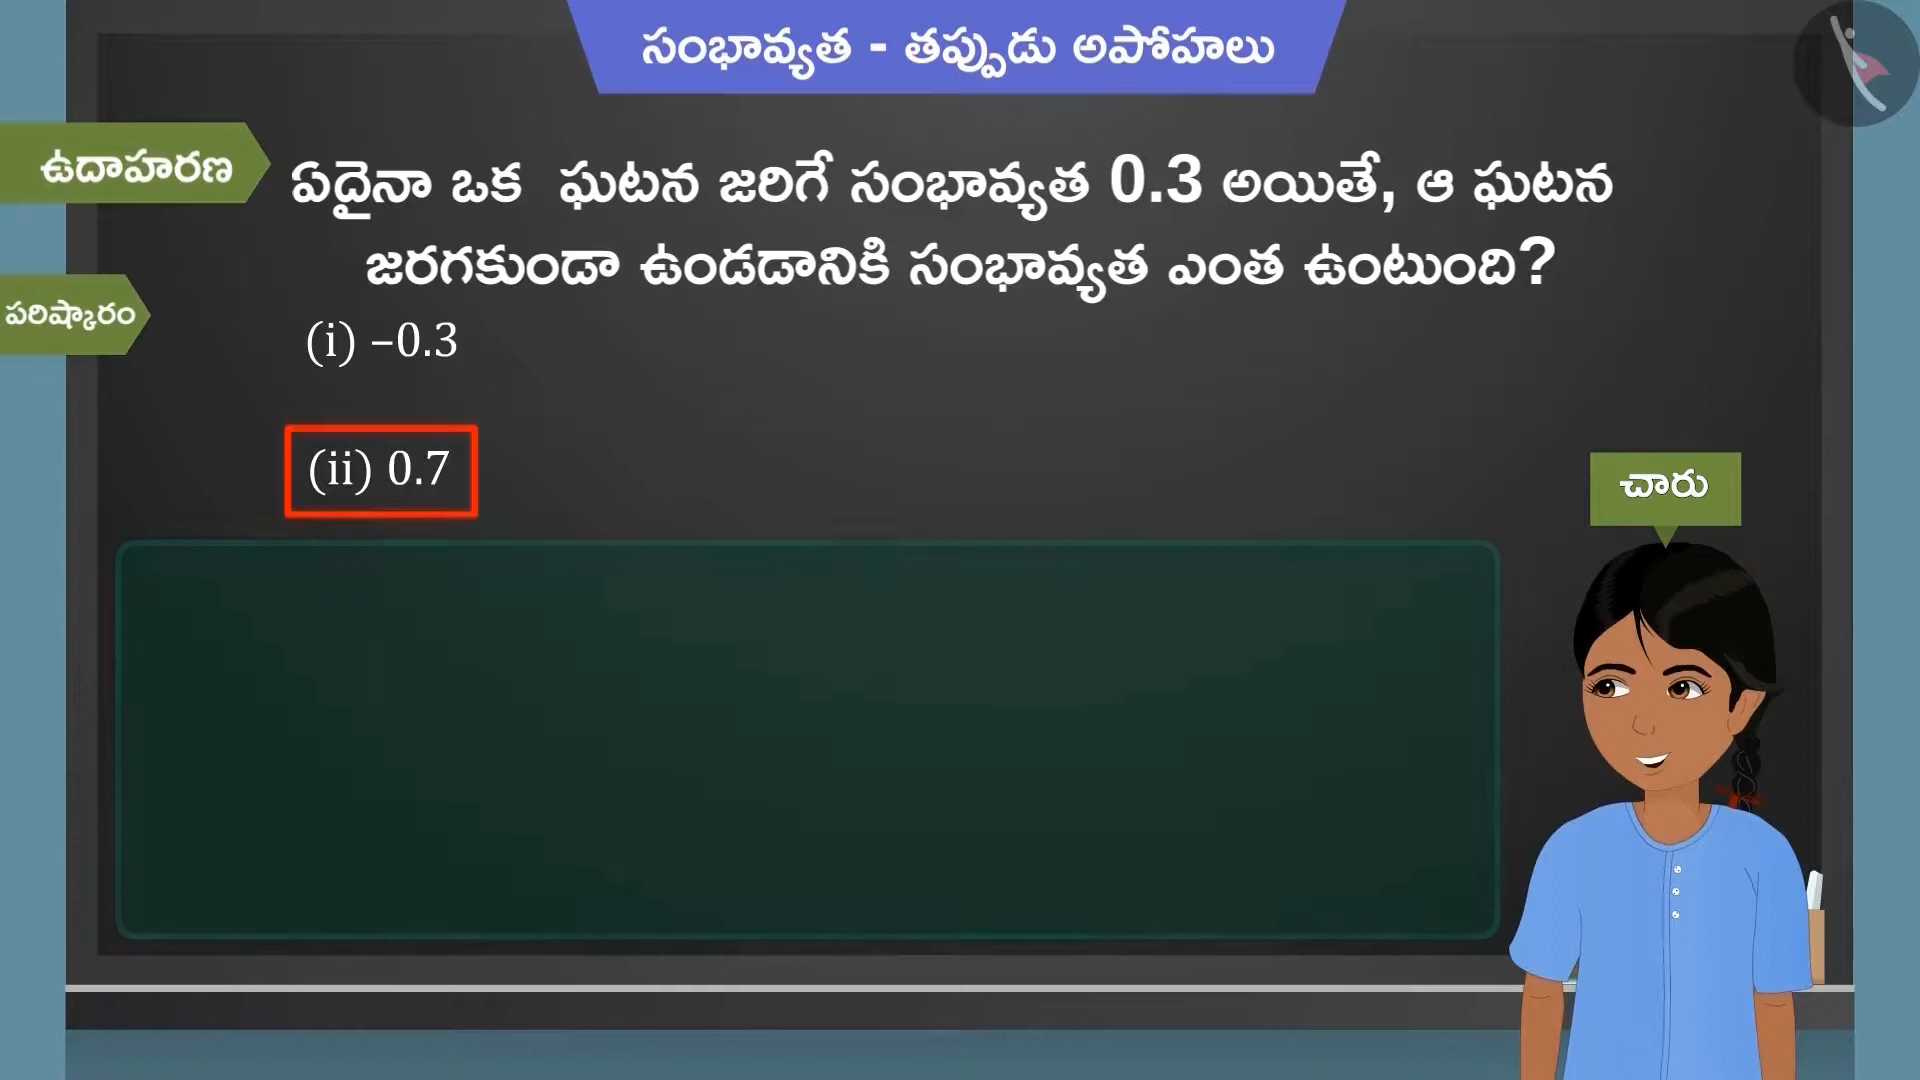 సంభావ్యత - తప్పుడు అపోహలు
ఉదాహరణ
ఏదైనా ఒక ఘటన జరిగే సంభావ్యత 0.3 అయితే, ఆ ఘటన
జరగకుండా ఉండడానికి సంభావ్యత ఎంత ఉంటుంది?
పరిష్కారం
(i) –0.3
(ii) 0.7
చారు